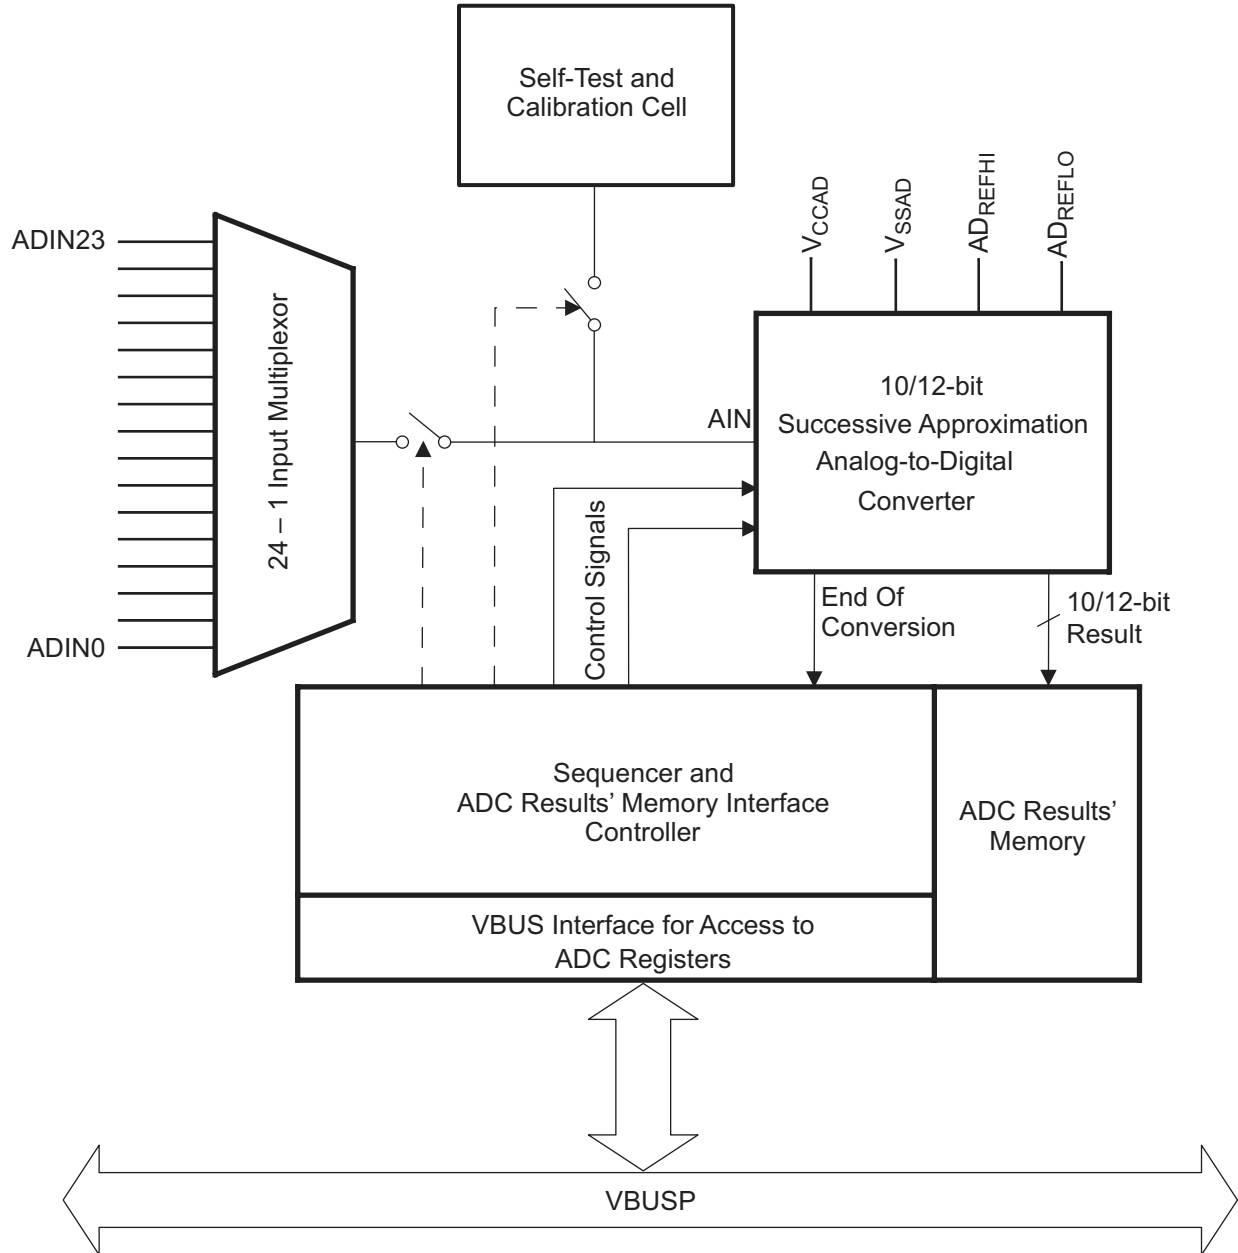 Self-Test and
Calibration Cell
VCCAD
VSSAD
ADREFHI
ADREFLO
ADIN23
24 – 1 Input Multiplexor
ADIN0
AIN
10/12-bit
Successive Approximation
Analog-to-Digital
Converter
Control Signals
End Of
Conversion
10/12-bit
Result
Sequencer and
ADC Results’ Memory Interface
Controller
ADC Results’
Memory
VBUS Interface for Access to
ADC Registers
VBUSP